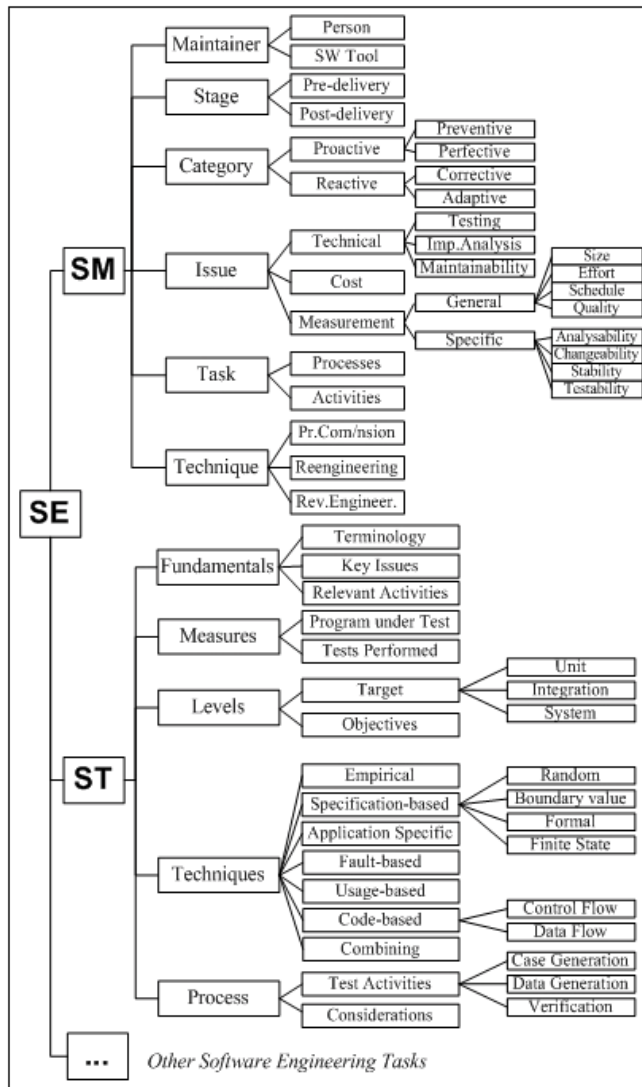 Person
Maintainer
SW Tool
Pre-delivery
Stage
Post-delivery
Preventive
Proactive
Perfective
Category
Corrective
Reactive
Adaptive
Testing
Technical
Imp.Analysis
SM
Issue
Maintainability
Size
Cost
Effort
General
Schedule
Measurement
Quality
Specific
Analysability
Changeability
Processes
Stability
Task
Testability
Activities
Pr.Com/nsion
Technique
Reengineering
Rev.Engineer.
SE
Terminology
Fundamentals
Key Issues
Relevant Activities
Program under Test
Measures
Tests Performed
Unit
Target
Integration
Levels
System
Objectives
ST
Empirical
Random
Specification-based
Boundary value
Application Specific
Formal
Finite State
Techniques
Fault-based
Usage-based
Code-based
Control Flow
Data Flow
Combining
Case Generation
Test Activities
Data Generation
Process
Verification
Considerations
...
Other Software Engineering Tasks